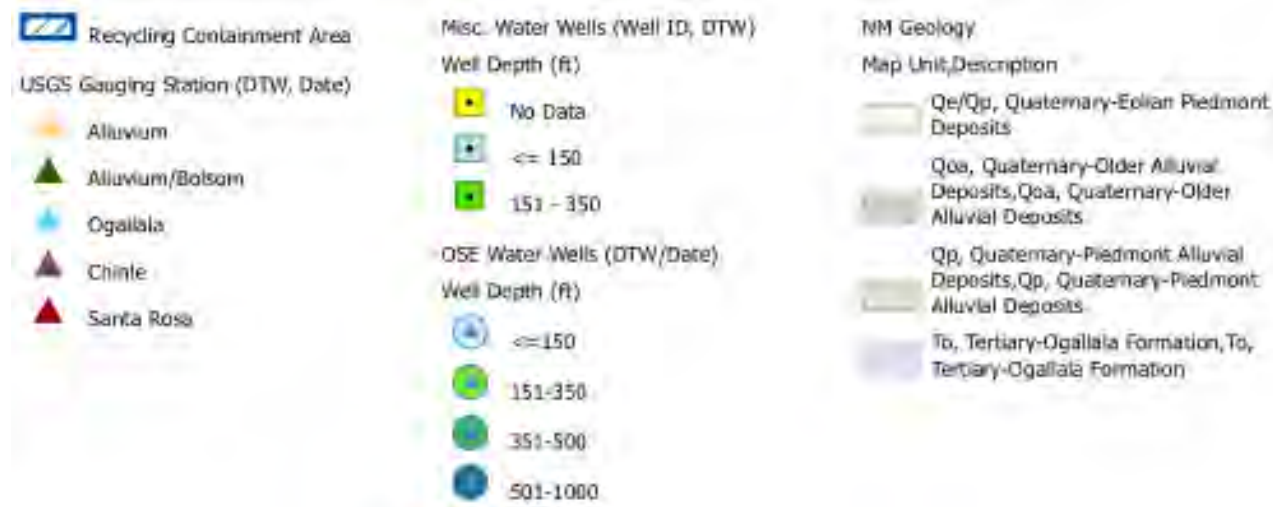 Recycling Containment Area
USGS Gauging Station (DTW, Date)
Alluvium
Alluvium/Bolsom
Ogallala
Chinle
Santa Rosa
Misc. Water Wells (Well ID, DTW)
Well Depth (ft)
No Data
<= 150
151 - 350
OSE Water Wells (DTW/Date)
Well Depth (ft)
<=150
151-350
351-500
501-1000
NM Geology
Map Unit,Description
Qe/Qp, Quaternary-Eolian Piedmont
Deposits
Qoa, Quaternary-Older Alluvial
Deposits,Qoa, Quaternary-Older
Alluvial Deposits
Qp, Quaternary-Piedmont Alluvial
Deposits,Qp, Quaternary-Piedmont
Alluvial Deposits
To, Tertiary-Ogallala Formation,To,
Tertiary-Ogallala Formation